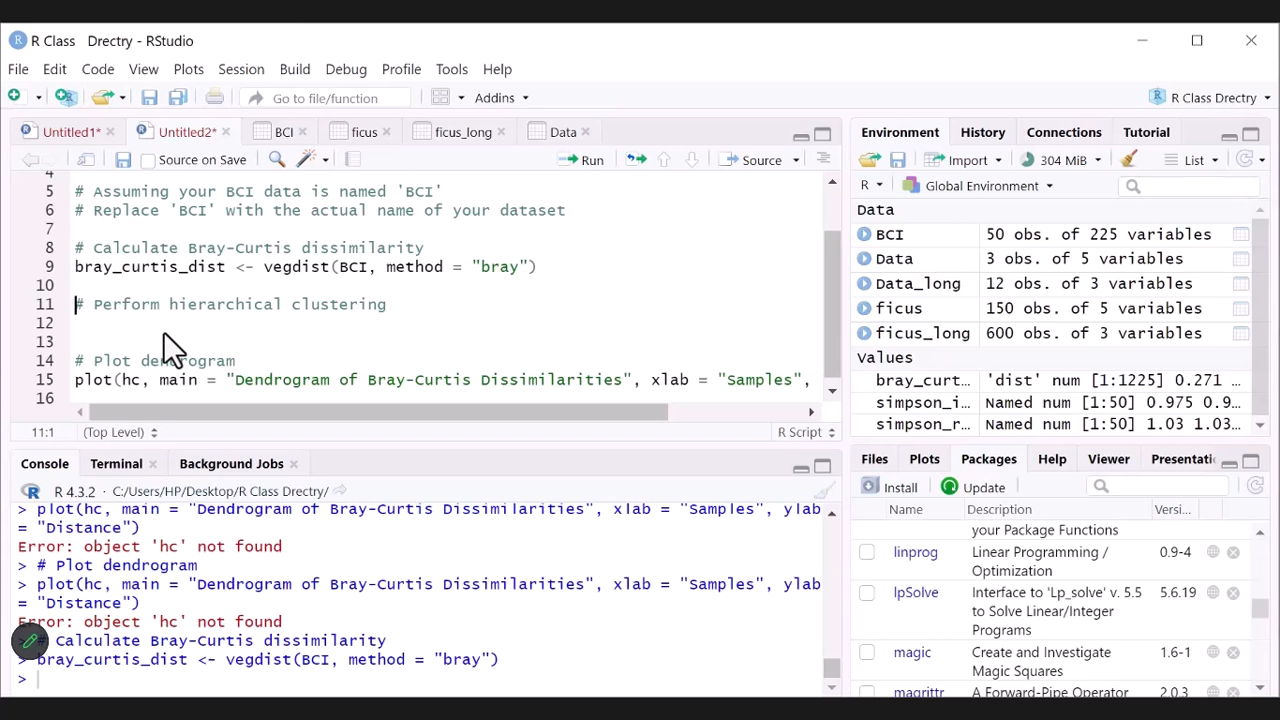 R Class Drectry - RStudio
File Edit Code View Plots Session Build Debug Profile Tools Help
Go to file/function Addins R Class Drectry
Untitled1* Untitled2* BCI ficus ficus_long Data
Source on Save Run Source
4
5 # Assuming your BCI data is named 'BCI'
6 # Replace 'BCI' with the actual name of your dataset
7
8 # Calculate Bray-Curtis dissimilarity
9 bray_curtis_dist <- vegdist(BCI, method = "bray")
10
11 # Perform hierarchical clustering
12
13
14 # Plot dendrogram
15 plot(hc, main = "Dendrogram of Bray-Curtis Dissimilarities", xlab = "Samples",
16
11:1 (Top Level) R Script
Console Terminal Background Jobs
R 4.3.2 · C:/Users/HP/Desktop/R Class Drectry/
> plot(hc, main = "Dendrogram of Bray-Curtis Dissimilarities", xlab = "Samples", ylab
= "Distance")
Error: object 'hc' not found
> # Plot dendrogram
> plot(hc, main = "Dendrogram of Bray-Curtis Dissimilarities", xlab = "Samples", ylab
= "Distance")
Error: object 'hc' not found
> # Calculate Bray-Curtis dissimilarity
> bray_curtis_dist <- vegdist(BCI, method = "bray")
>
Environment History Connections Tutorial
Import 304 MiB List
R Global Environment
Data
BCI 50 obs. of 225 variables
Data 3 obs. of 5 variables
Data_long 12 obs. of 3 variables
ficus 150 obs. of 5 variables
ficus_long 600 obs. of 3 variables
Values
bray_curt… 'dist' num [1:1225] 0.271 …
simpson_i… Named num [1:50] 0.975 0.9…
simpson_r… Named num [1:50] 1.03 1.03…
Files Plots Packages Help Viewer Presentati
Install Update
Name Description Versi...
your Package Functions
linprog Linear Programming / Optimization 0.9-4
lpSolve Interface to 'Lp_solve' v. 5.5 to Solve Linear/Integer Programs 5.6.19
magic Create and Investigate Magic Squares 1.6-1
magrittr A Forward-Pipe Operator 2.0.3